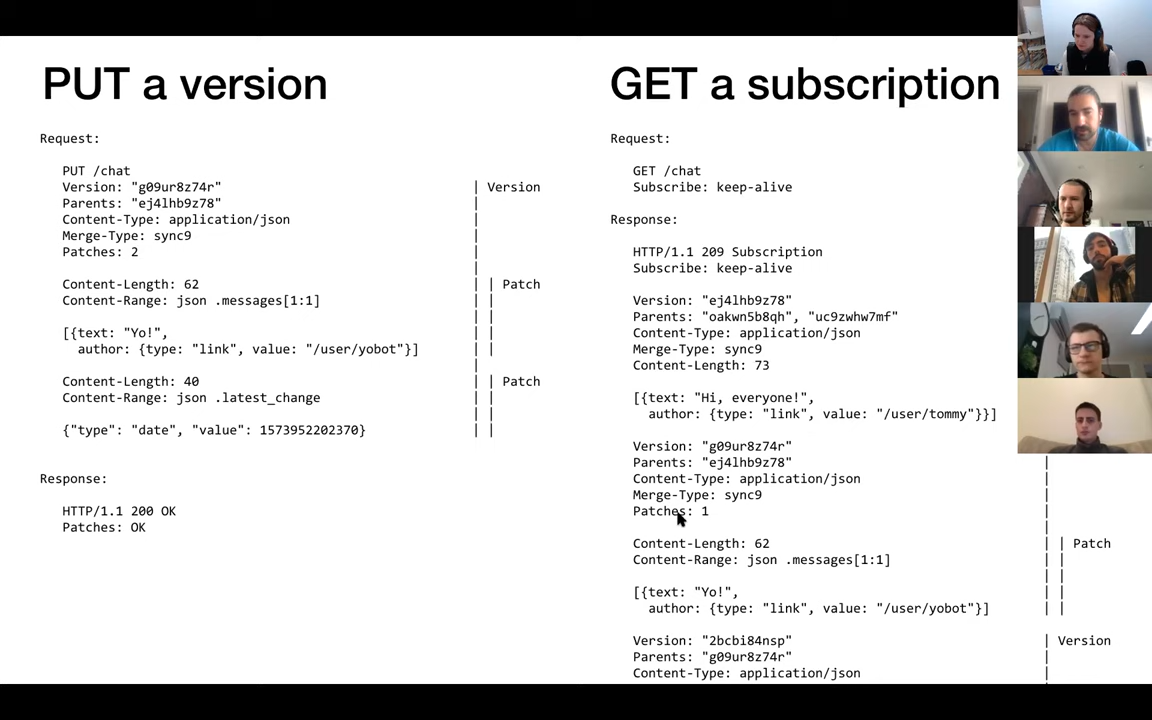 PUT a version
Request:
PUT /chat
Version: "g09ur8z74r" | Version
Parents: "ej4lhb9z78"
Content-Type: application/json
Merge-Type: sync9
Patches: 2
Content-Length: 62 | | Patch
Content-Range: json .messages[1:1]
[{text: "Yo!",
author: {type: "link", value: "/user/yobot"}]
Content-Length: 40 | | Patch
Content-Range: json .latest_change
{"type": "date", "value": 1573952202370}
Response:
HTTP/1.1 200 OK
Patches: OK
GET a subscription
Request:
GET /chat
Subscribe: keep-alive
Response:
HTTP/1.1 209 Subscription
Subscribe: keep-alive
Version: "ej4lhb9z78"
Parents: "oakwn5b8qh", "uc9zwhw7mf"
Content-Type: application/json
Merge-Type: sync9
Content-Length: 73
[{text: "Hi, everyone!",
author: {type: "link", value: "/user/tommy"}}]
Version: "g09ur8z74r"
Parents: "ej4lhb9z78"
Content-Type: application/json
Merge-Type: sync9
Patches: 1
Content-Length: 62 | | Patch
Content-Range: json .messages[1:1]
[{text: "Yo!",
author: {type: "link", value: "/user/yobot"}]
Version: "2bcbi84nsp" | Version
Parents: "g09ur8z74r"
Content-Type: application/json